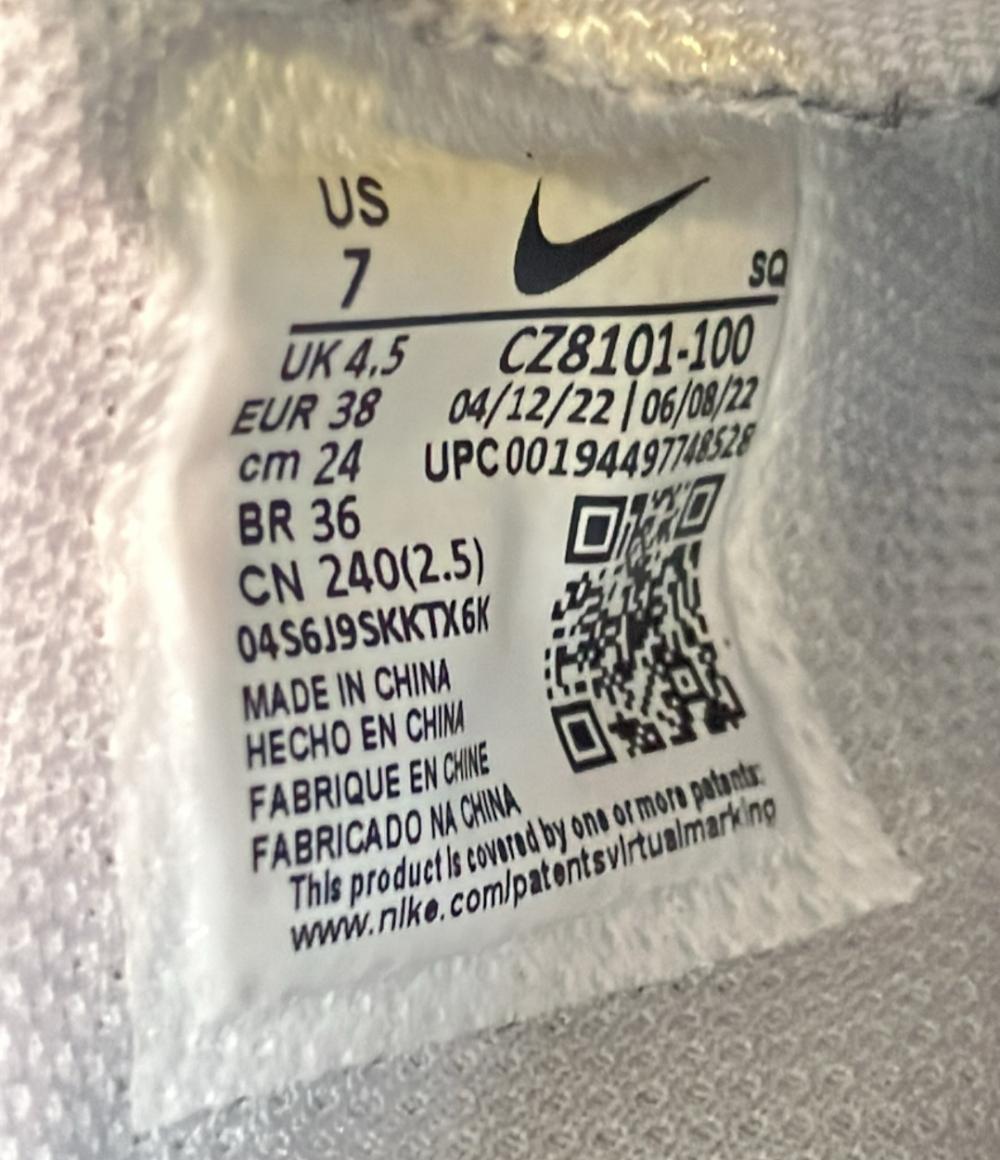 US
7
SQ
UK 4.5
CZ8101-100
EUR 38
04/12/22 | 06/08/22
cm 24
UPC 00194497748528
BR 36
CN 240(2.5)
04S6J9SKKTX6K
MADE IN CHINA
HECHO EN CHINA
FABRIQUE EN CHINE
FABRICADO NA CHINA
This product is covered by one or more patents:
www.nike.com/patentsvirtualmarking